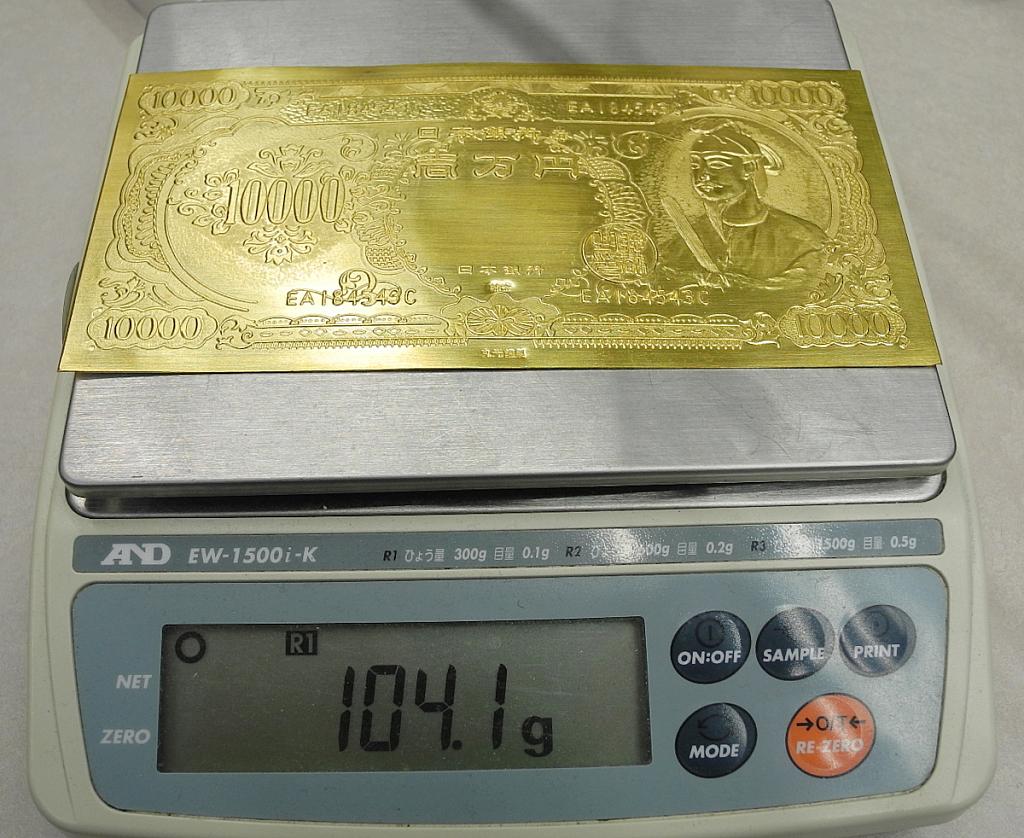 10000 EA184543 10000
日本銀行券
壱万円
10000
日本銀行
EA184543C EA184543C
10000 10000
AND EW-1500i-K R1 ひょう量 300g 目量 0.1g R2 目量 0.2g R3 1500g 目量 0.5g
R1
NET
ZERO
104.1g
ON:OFF SAMPLE PRINT
MODE →O/T← RE-ZERO